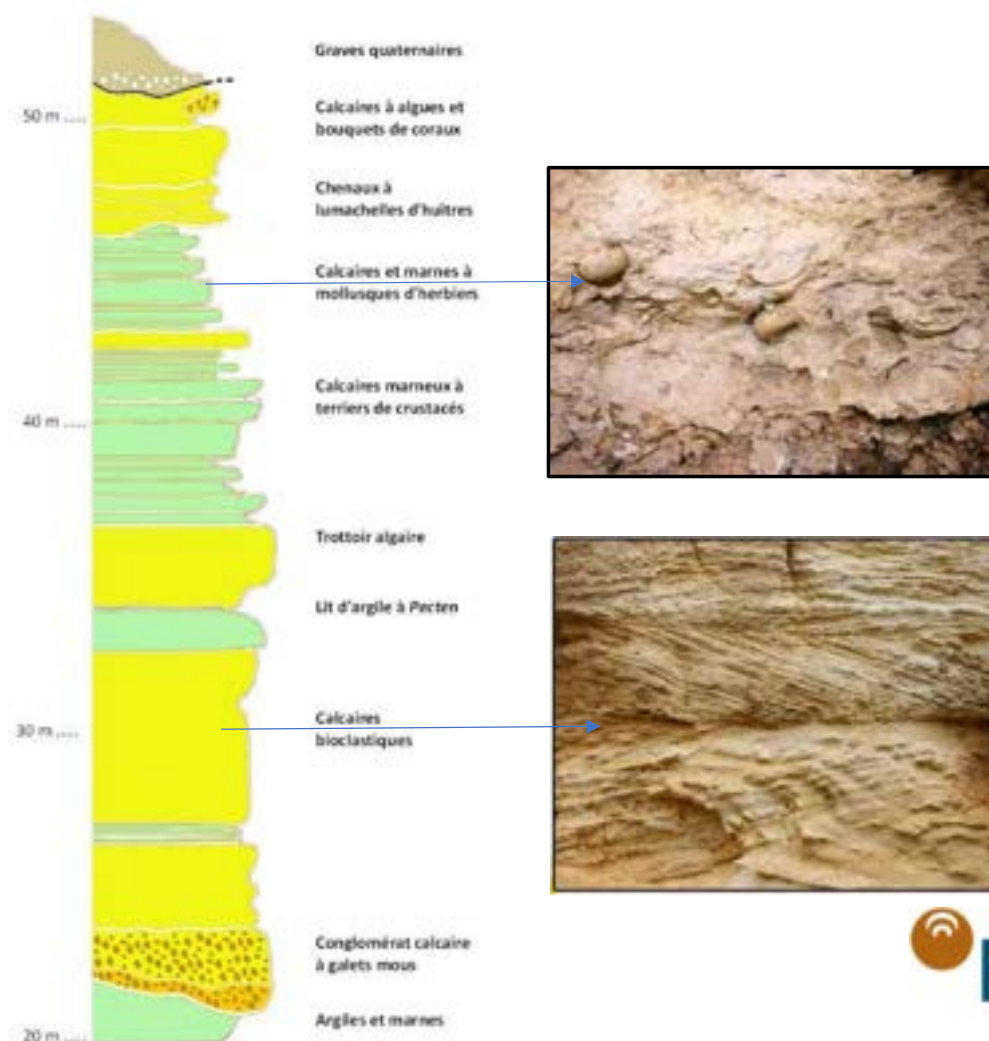 Graves quaternaires
50 m .....
Calcaires à algues et
bouquets de coraux
Chenaux à
lumachelles d'huîtres
Calcaires et marnes à
mollusques d'herbiers
Calcaires marneux à
terriers de crustacés
40 m .....
Trottoir algaire
Lit d'argile à Pecten
30 m .....
Calcaires
bioclastiques
Conglomérat calcaire
à galets mous
Argiles et marnes
20 m .....